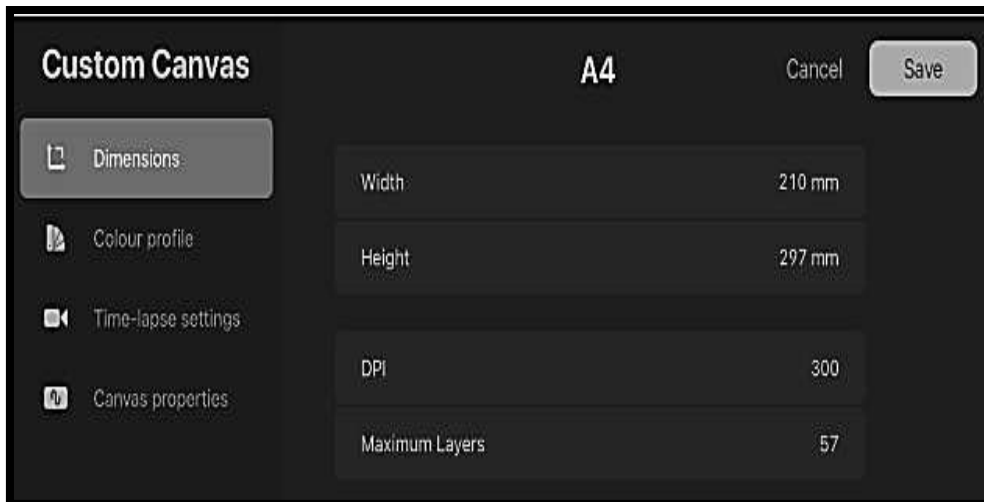 Custom Canvas
Dimensions
Colour profile
Time-lapse settings
Canvas properties
A4 Cancel Save
Width 210 mm
Height 297 mm
DPI 300
Maximum Layers 57